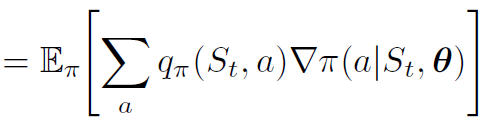 = 𝔼_π[∑_a q_π(S_t, a)∇π(a|S_t, 𝜽)]